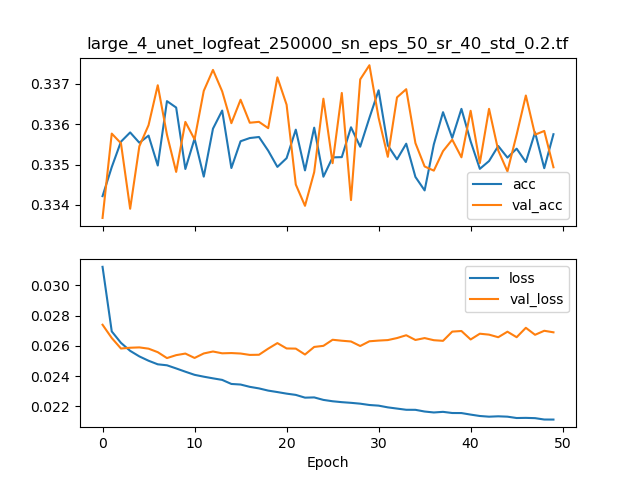 large_4_unet_logfeat_250000_sn_eps_50_sr_40_std_0.2.tf
0.337
0.336
0.335
0.334
acc
val_acc
0.030
0.028
0.026
0.024
0.022
loss
val_loss
0 10 20 30 40 50
Epoch